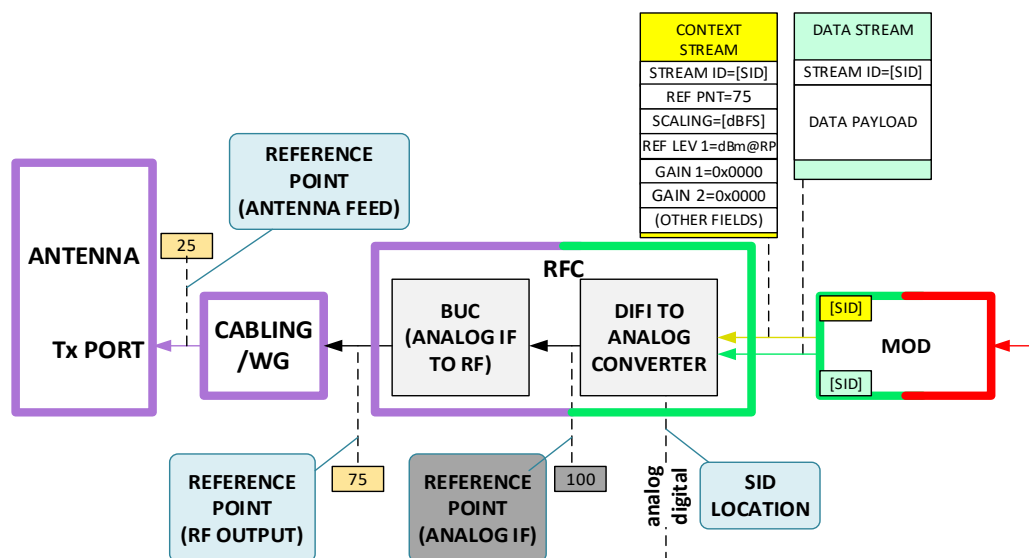 CONTEXT
STREAM
STREAM ID=[SID]
REF PNT=75
SCALING=[dBFS]
REF LEV 1=dBm@RP
GAIN 1=0x0000
GAIN 2=0x0000
(OTHER FIELDS)
DATA STREAM
STREAM ID=[SID]
DATA PAYLOAD
REFERENCE
POINT
(ANTENNA FEED)
25
ANTENNA
Tx PORT
CABLING
/WG
RFC
BUC
(ANALOG IF
TO RF)
DIFI TO
ANALOG
CONVERTER
[SID]
MOD
[SID]
REFERENCE
POINT
(RF OUTPUT)
75
REFERENCE
POINT
(ANALOG IF)
100
analog
digital
SID
LOCATION